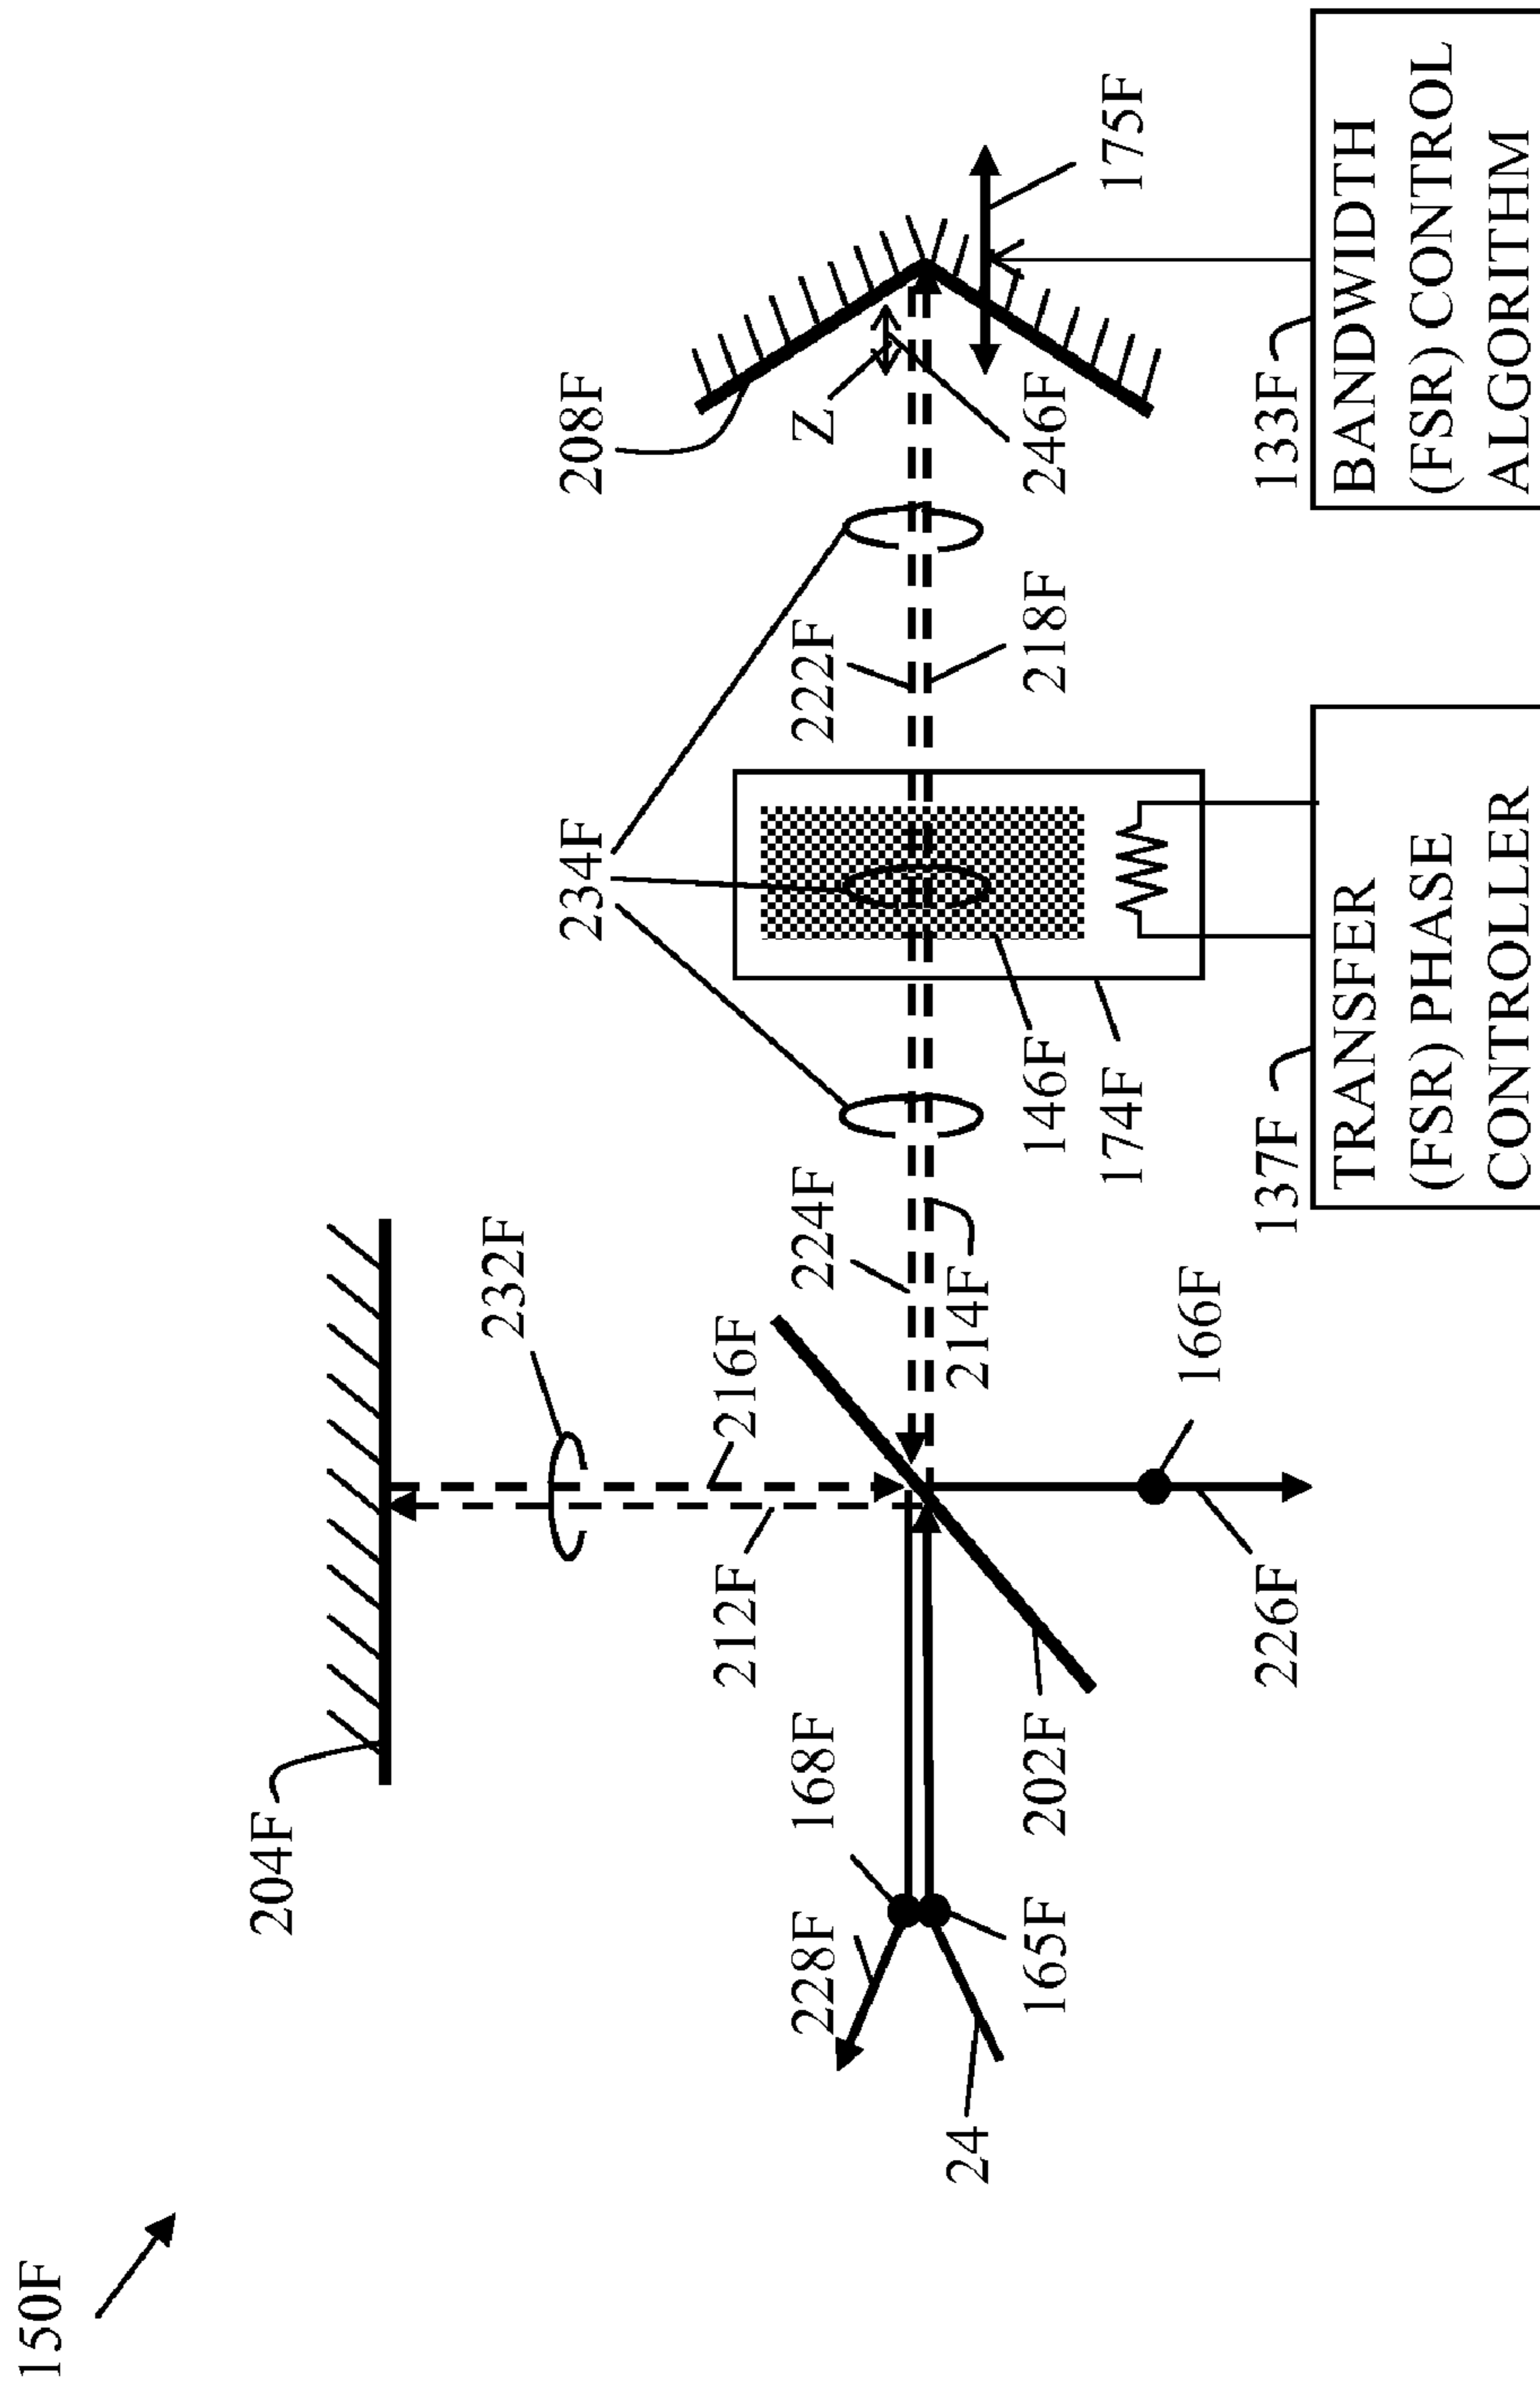 150F
204F
232F
234F
208F
212F
216F
228F
168F
224F
222F
Z
24
214F
165F
202F
146F
218F
246F
174F
175F
166F
226F
137F
133F
TRANSFER
(FSR) PHASE
CONTROLLER
BANDWIDTH
(FSR) CONTROL
ALGORITHM